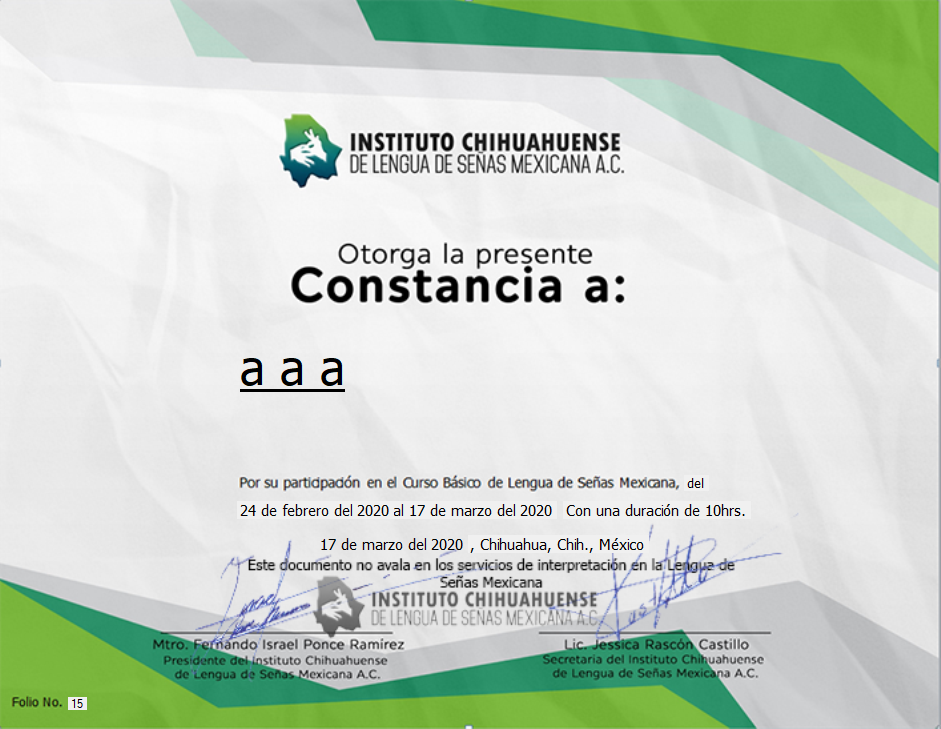 INSTITUTO CHIHUAHUENSE
DE LENGUA DE SEÑAS MEXICANA A.C.
Otorga la presente
Constancia a:
a a a
Por su participación en el Curso Básico de Lengua de Señas Mexicana, del
24 de febrero del 2020 al 17 de marzo del 2020 Con una duración de 10hrs.
17 de marzo del 2020 , Chihuahua, Chih., México
Este documento no avala en los servicios de interpretación en la Lengua de
Señas Mexicana
INSTITUTO CHIHUAHUENSE
DE LENGUA DE SEÑAS MEXICANA A.C.
Mtro. Fernando Israel Ponce Ramírez
Presidente del Instituto Chihuahuense
de Lengua de Señas Mexicana A.C.
Lic. Jessica Rascón Castillo
Secretaria del Instituto Chihuahuense
de Lengua de Señas Mexicana A.C.
Folio No. 15